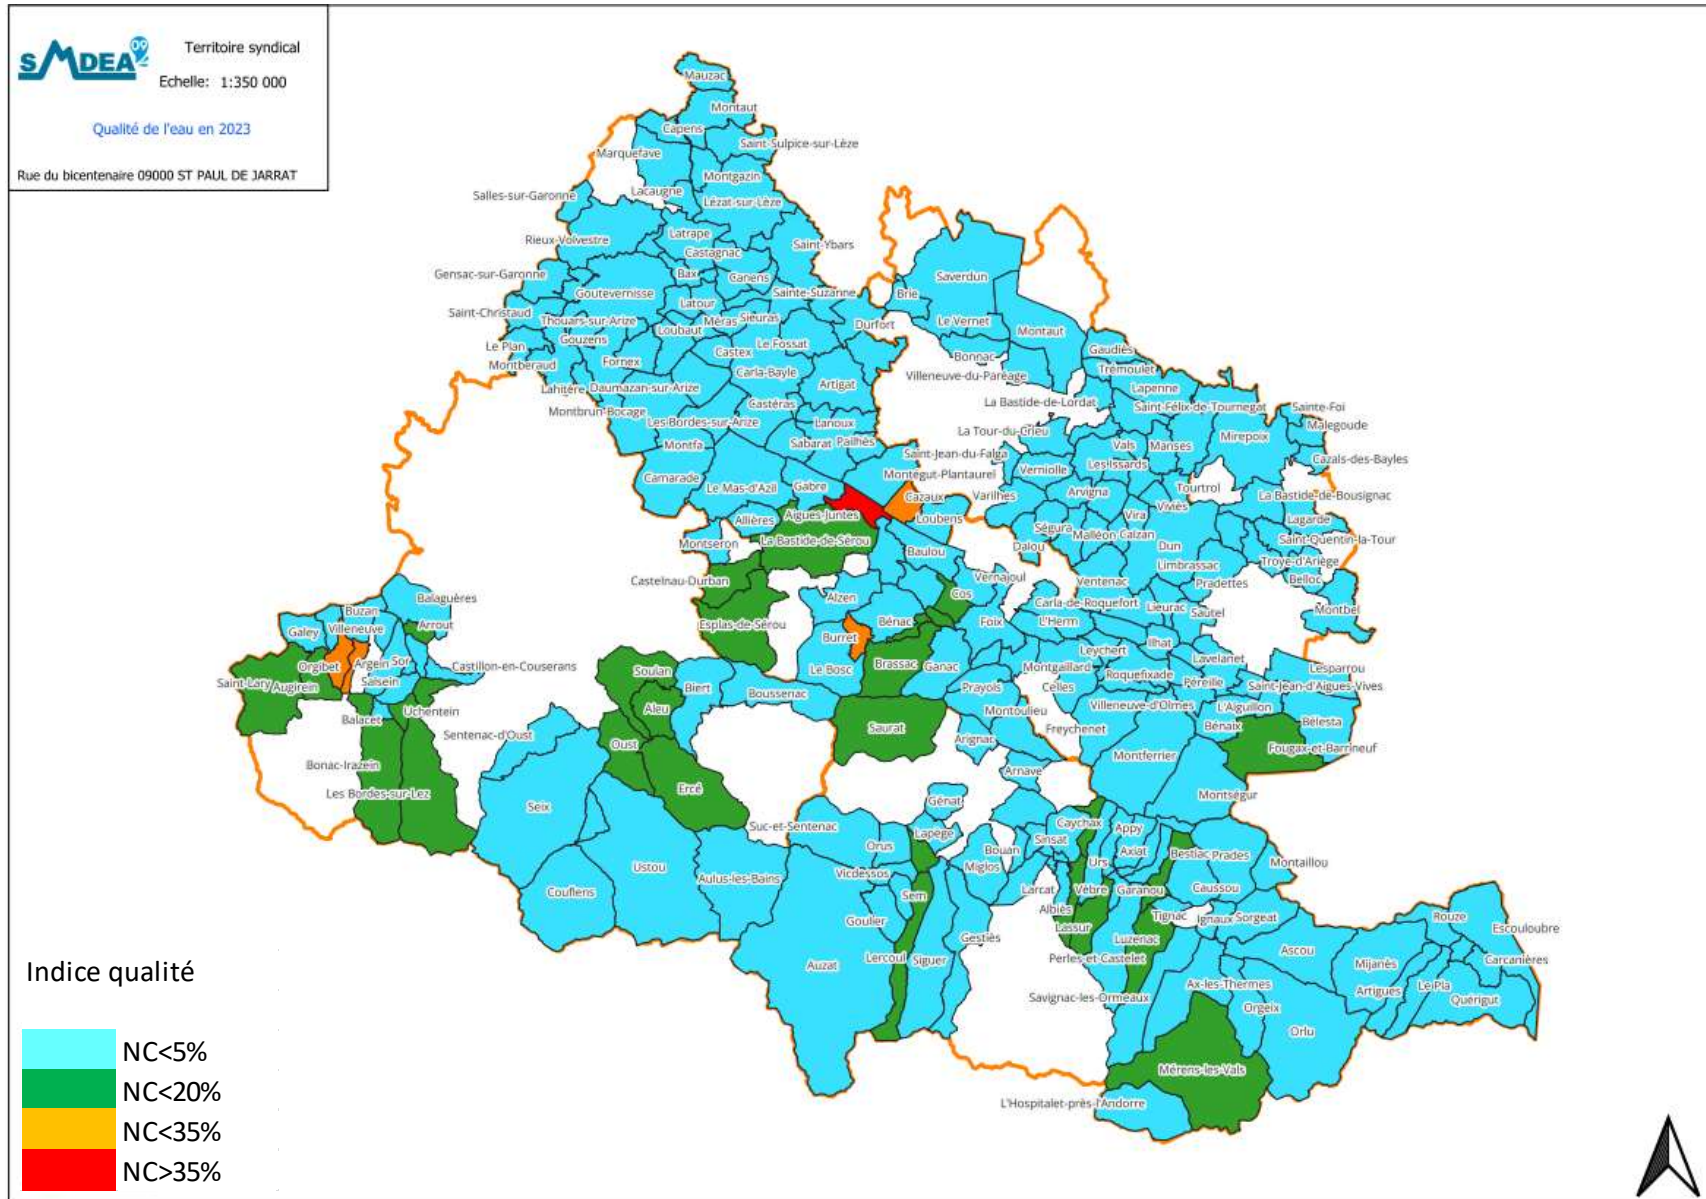 SMDEA 09
Territoire syndical
Echelle: 1:350 000
Qualité de l'eau en 2023
Rue du bicentenaire 09000 ST PAUL DE JARRAT
Mauzac
Montaut
Capens
Saint-Sulpice-sur-Lèze
Marquefave
Montgazin
Lacaugne
Salles-sur-Garonne
Lézat-sur-Lèze
Latrape
Rieux-Volvestre
Saint-Ybars
Castagnac
Gensac-sur-Garonne
Bax
Canens
Saverdun
Goutevernisse
Sainte-Suzanne
Brie
Latour
Saint-Christaud
Thouars-sur-Arize
Méras
Sieuras
Durfort
Le Vernet
Loubaut
Montaut
Gouzens
Le Plan
Le Fossat
Castex
Gaudiès
Bonnac
Montberaud
Fornex
Trémoulet
Carla-Bayle
Villeneuve-du-Paréage
Artigat
Lahitère
Daumazan-sur-Arize
Lapenne
La Bastide-de-Lordat
Castéras
Saint-Félix-de-Tournegat
Sainte-Foi
Montbrun-Bocage
Les-Bordes-sur-Arize
Lanoux
Malegoude
La Tour-du-Crieu
Mirepoix
Montfa
Sabarat
Pailhès
Vals
Manses
Saint-Jean-du-Falga
Cazals-des-Bayles
Les-Issards
Verniolle
Montégut-Plantaurel
Camarade
Le Mas-d'Azil
Gabre
Tourtrol
Arvigna
Varilhes
Cazaux
La Bastide-de-Bousignac
Viviès
Aigues-Juntes
Vira
Allières
Loubens
Lagarde
Ségura
Malléon
Calzan
La Bastide-de-Sérou
Saint-Quentin-la-Tour
Montseron
Dalou
Dun
Baulou
Troye-d'Ariège
Limbrassac
Castelnau-Durban
Vernajoul
Ventenac
Pradettes
Belloc
Cos
Alzen
Balaguères
Carla-de-Roquefort
Lieurac
Sautel
Montbel
Buzan
Foix
L'Herm
Bénac
Arrout
Esplas-de-Sérou
Villeneuve
Galey
Burret
Ilhat
Leychert
Lavelanet
Orgibet
Argein
Sor
Castillon-en-Couserans
Brassac
Ganac
Montgaillard
Lesparrou
Le Bosc
Soulan
Roquefixade
Saint-Lary
Augirein
Salsein
Péreille
Saint-Jean-d'Aigues-Vives
Biert
Boussenac
Prayols
Celles
Villeneuve-d'Olmes
L'Aiguillon
Aleu
Uchentein
Montoulieu
Balacet
Saurat
Bénaix
Bélesta
Freychenet
Sentenac-d'Oust
Oust
Arignac
Fougax-et-Barrineuf
Montferrier
Bonac-Irazein
Arnave
Ercé
Les Bordes-sur-Lez
Montségur
Seix
Génat
Suc-et-Sentenac
Lapège
Caychax
Appy
Sinsat
Orus
Bouan
Axiat
Bestiac
Prades
Montaillou
Urs
Ustou
Miglos
Vicdessos
Aulus-les-Bains
Larcat
Vèbre
Garanou
Caussou
Couflens
Sem
Albiès
Tignac
Ignaux
Sorgeat
Rouze
Goulier
Lassur
Escouloubre
Gestiès
Luzenac
Ascou
Lercoul
Siguer
Perles-et-Castelet
Carcanières
Auzat
Mijanès
Ax-les-Thermes
Le Pla
Artigues
Savignac-les-Ormeaux
Quérigut
Orgeix
Orlu
Mérens-les-Vals
L'Hospitalet-près-l'Andorre
Indice qualité
NC<5%
NC<20%
NC<35%
NC>35%